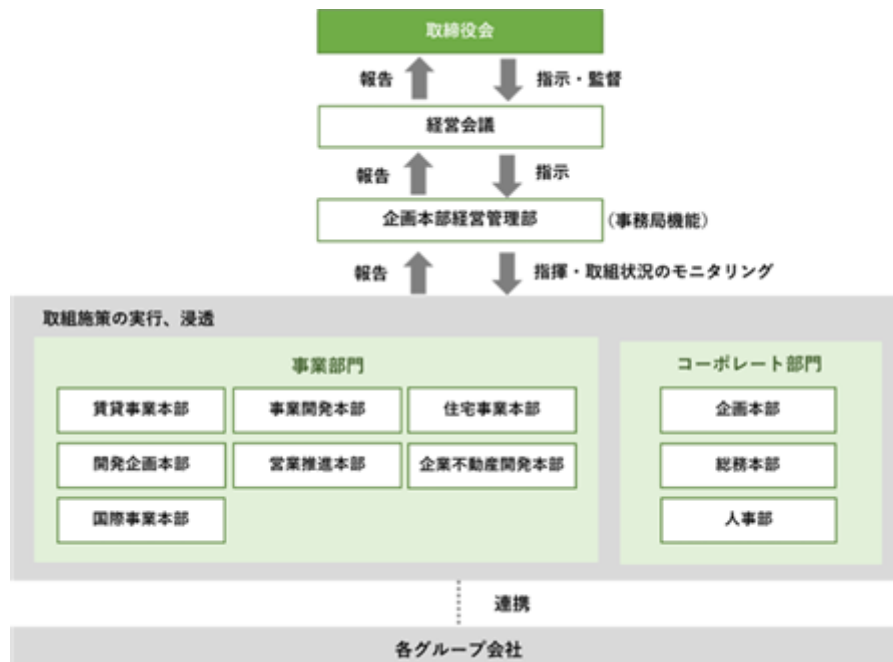 取締役会
報告
指示・監督
経営会議
報告
指示
企画本部経営管理部
(事務局機能)
報告
指揮・取組状況のモニタリング
取組施策の実行、浸透
事業部門
賃貸事業本部
事業開発本部
住宅事業本部
開発企画本部
営業推進本部
企業不動産開発本部
国際事業本部
コーポレート部門
企画本部
総務本部
人事部
連携
各グループ会社